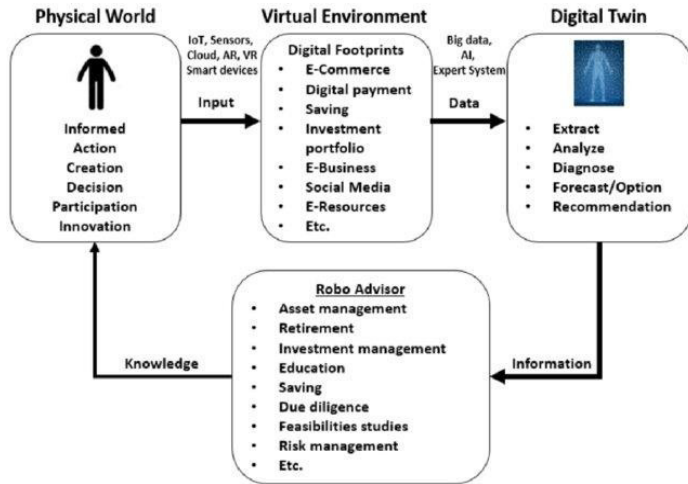 Physical World
Informed
Action
Creation
Decision
Participation
Innovation
IoT, Sensors,
Cloud, AR, VR
Smart devices
Input
Virtual Environment
Digital Footprints
• E-Commerce
• Digital payment
• Saving
• Investment
portfolio
• E-Business
• Social Media
• E-Resources
• Etc.
Big data,
AI,
Expert System
Data
Digital Twin
• Extract
• Analyze
• Diagnose
• Forecast/Option
• Recommendation
Information
Robo Advisor
• Asset management
• Retirement
• Investment management
• Education
• Saving
• Due diligence
• Feasibilities studies
• Risk management
• Etc.
Knowledge